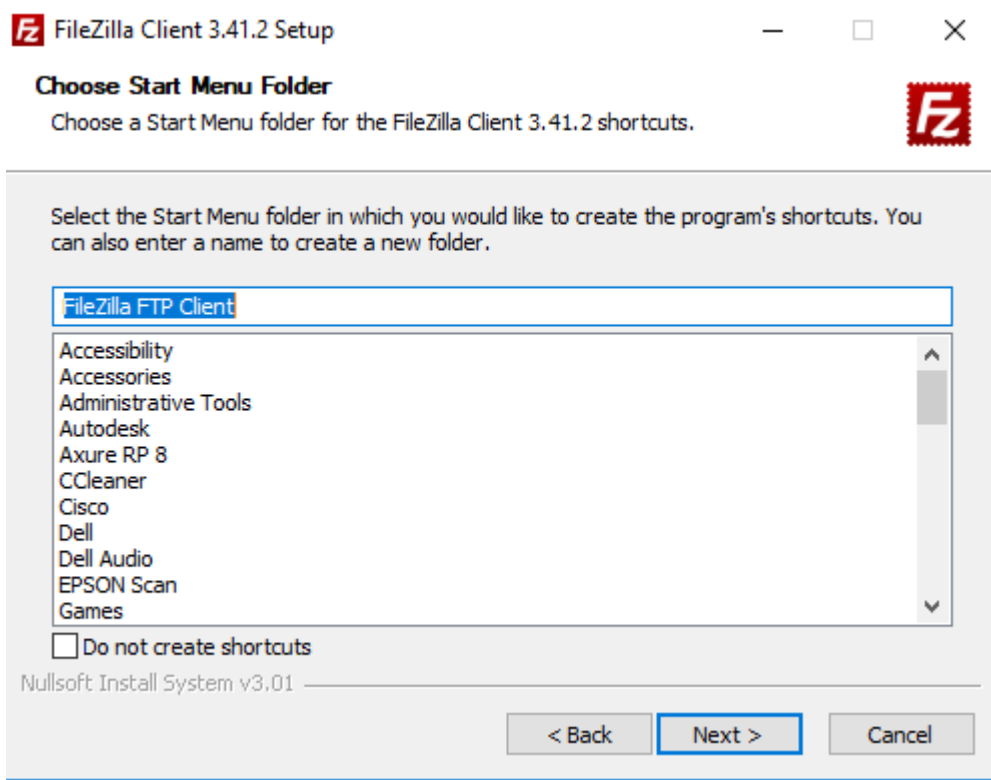 FileZilla Client 3.41.2 Setup
Choose Start Menu Folder
Choose a Start Menu folder for the FileZilla Client 3.41.2 shortcuts.
Select the Start Menu folder in which you would like to create the program's shortcuts. You
can also enter a name to create a new folder.
FileZilla FTP Client
Accessibility
Accessories
Administrative Tools
Autodesk
Axure RP 8
CCleaner
Cisco
Dell
Dell Audio
EPSON Scan
Games
Do not create shortcuts
Nullsoft Install System v3.01
< Back
Next >
Cancel